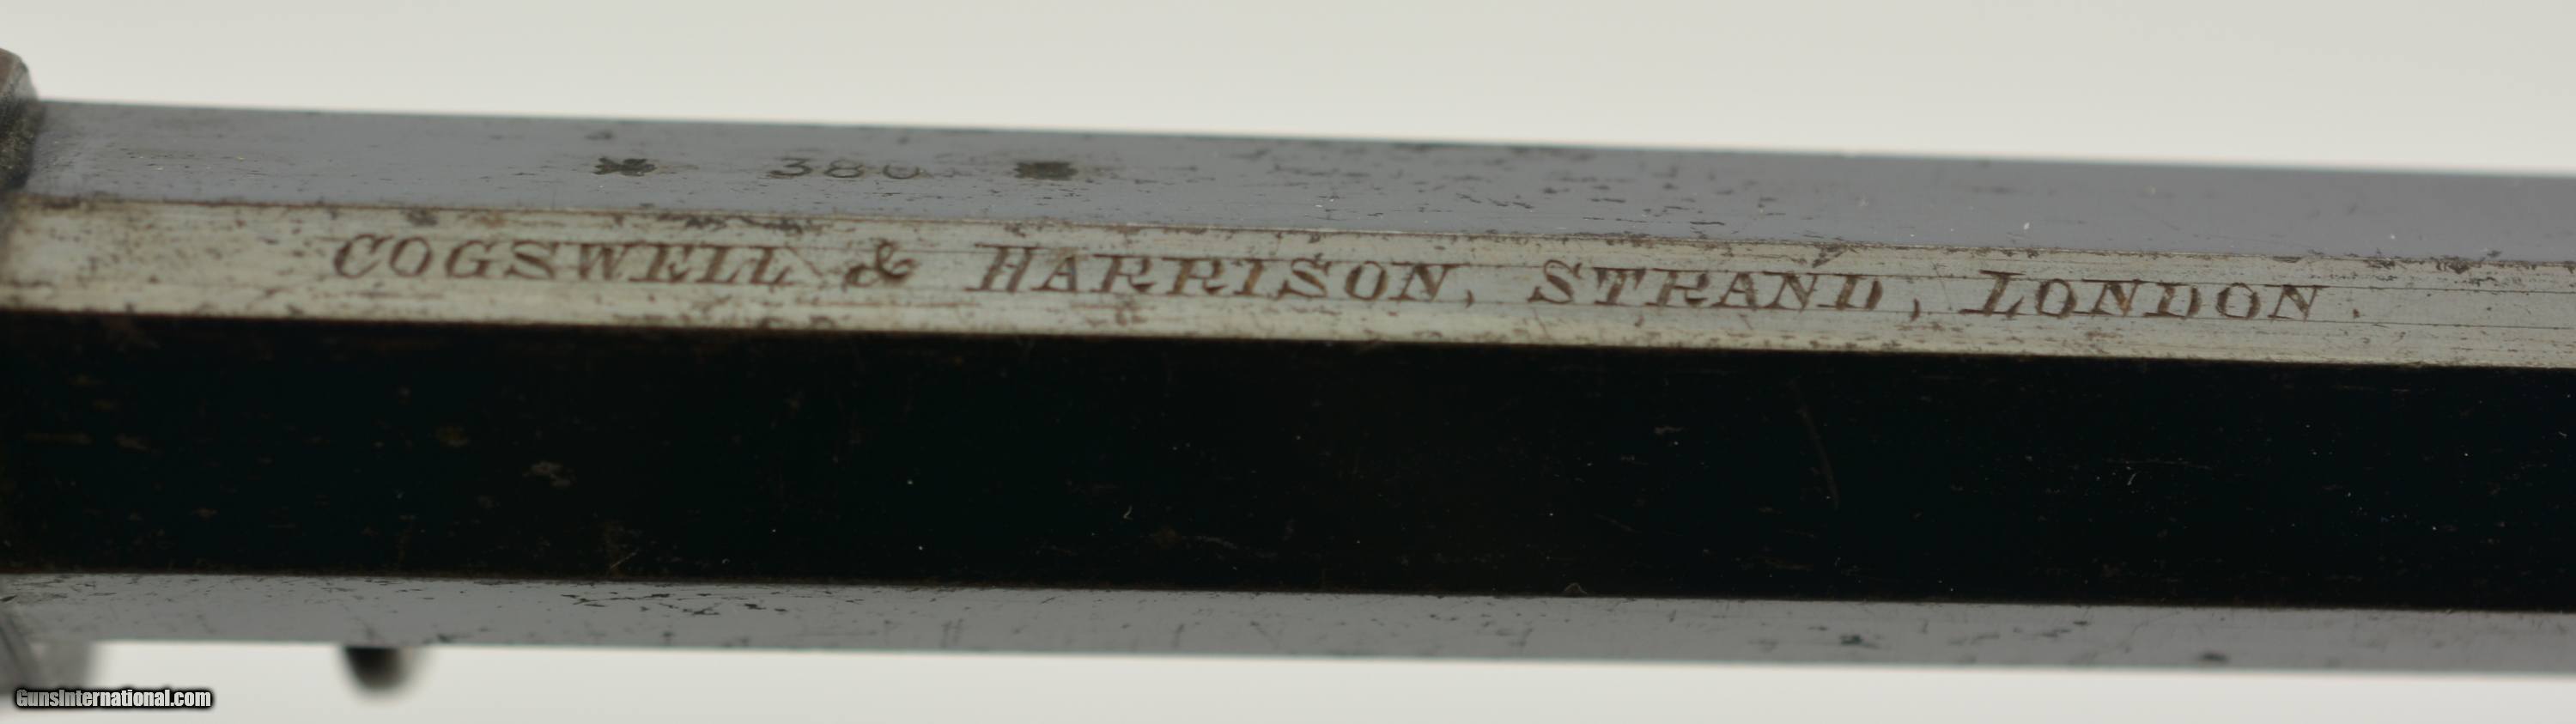 380
COGSWELL & HARRISON, STRAND, LONDON.
GunsInternational.com